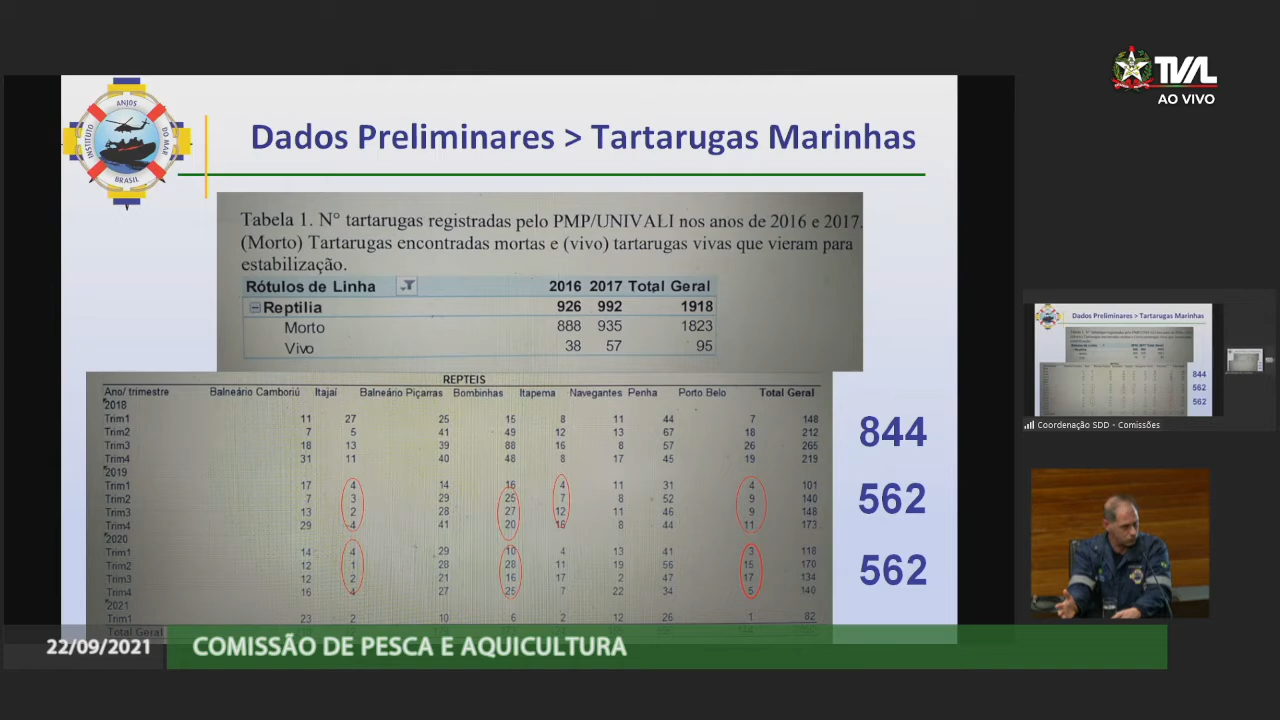 TVAL
AO VIVO
ANJOS
INSTITUTO
DO MAR
BRASIL
Dados Preliminares > Tartarugas Marinhas
Tabela 1. N° tartarugas registradas pelo PMP/UNIVALI nos anos de 2016 e 2017.
(Morto) Tartarugas encontradas mortas e (vivo) tartarugas vivas que vieram para
estabilização.
Rótulos de Linha 2016 2017 Total Geral
Reptilia 926 992 1918
Morto 888 935 1823
Vivo 38 57 95
REPTEIS
Ano/ trimestre Balneário Camboriú Itajaí Balneário Piçarras Bombinhas Itapema Navegantes Penha Porto Belo Total Geral
2018
Trim1 11 27 25 15 8 11 44 7 148
Trim2 7 5 41 49 12 13 67 18 212
Trim3 18 13 39 88 16 8 57 26 265
Trim4 31 11 40 48 8 17 45 19 219
844
2019
Trim1 17 4 14 16 4 11 31 4 101
Trim2 7 3 29 25 7 8 52 9 140
Trim3 13 2 28 27 12 11 46 9 148
Trim4 29 4 41 20 16 8 44 11 173
562
2020
Trim1 14 4 29 10 4 13 41 3 118
Trim2 12 1 28 28 11 19 56 15 170
Trim3 12 2 21 16 17 2 47 17 134
Trim4 16 4 27 25 7 22 34 5 140
562
2021
Trim1 23 2 10 6 2 12 26 1 82
Total Geral
Dados Preliminares > Tartarugas Marinhas
844
562
562
Coordenação SDD - Comissões
22/09/2021
COMISSÃO DE PESCA E AQUICULTURA